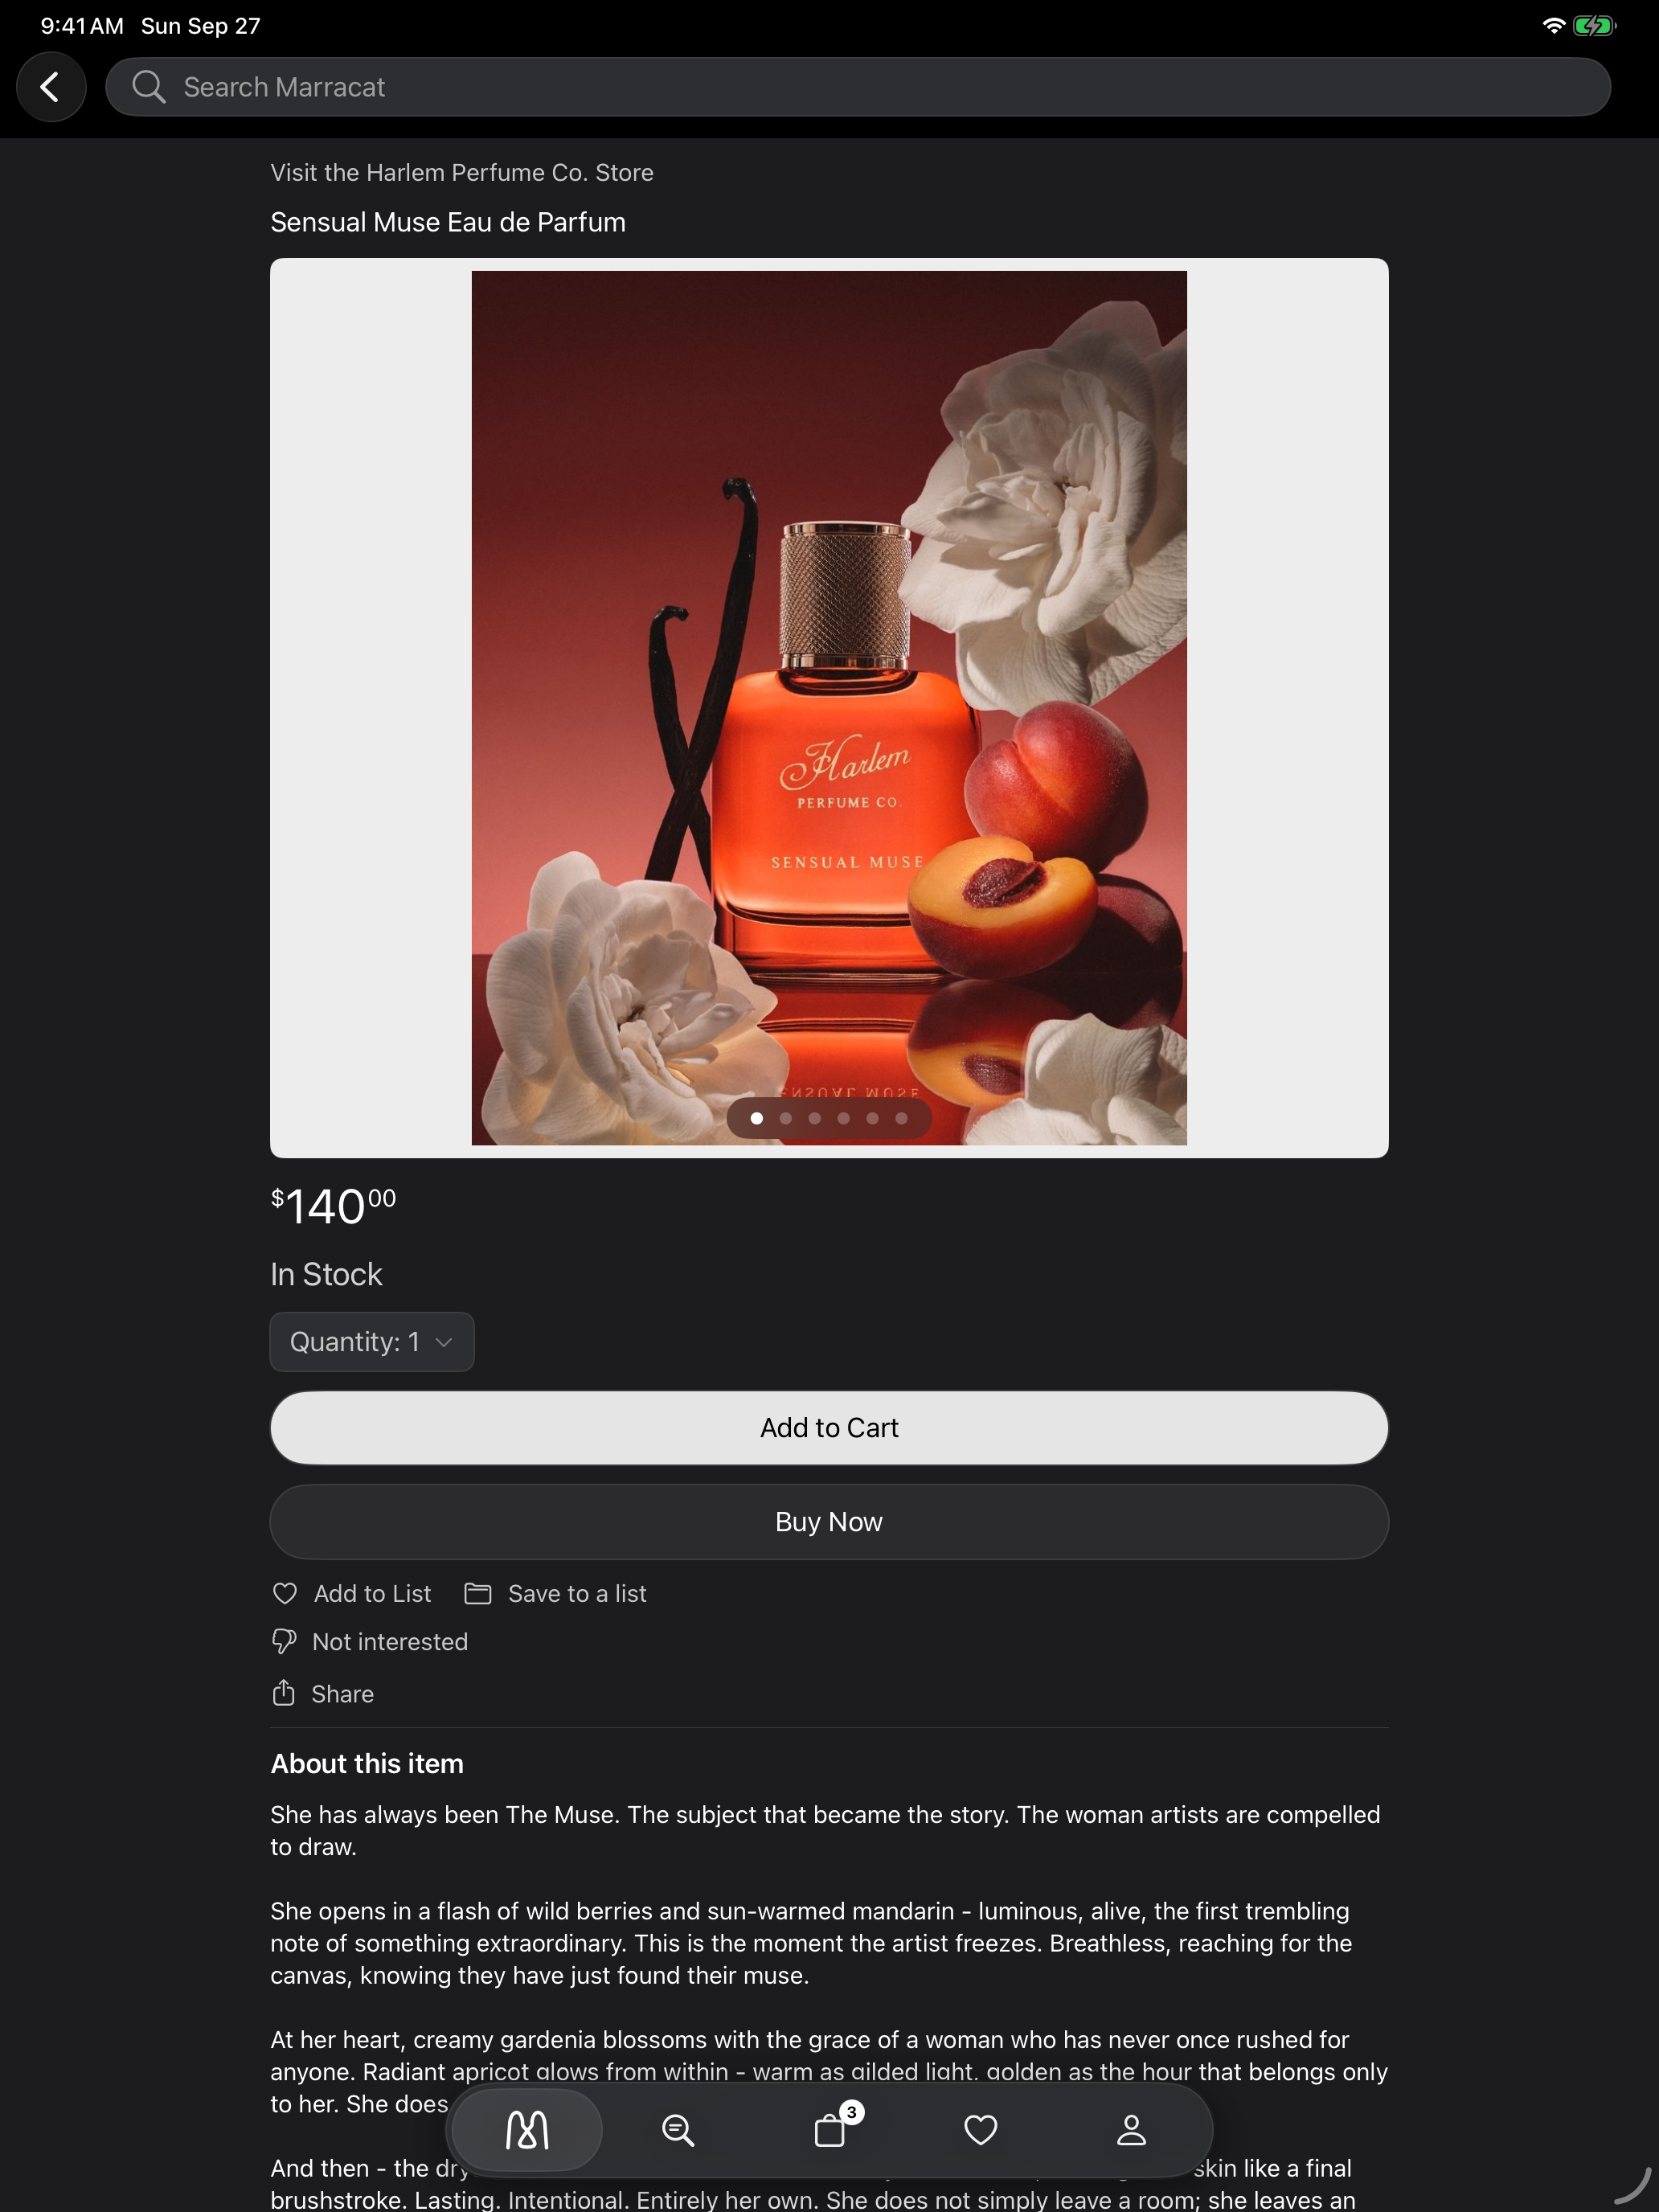 9:41 AM Sun Sep 27
Search Marracat
Visit the Harlem Perfume Co. Store
Sensual Muse Eau de Parfum
Harlem
PERFUME CO.
SENSUAL MUSE
$140.00
In Stock
Quantity: 1
Add to Cart
Buy Now
Add to List Save to a list
Not interested
Share
About this item
She has always been The Muse. The subject that became the story. The woman artists are compelled
to draw.
She opens in a flash of wild berries and sun-warmed mandarin - luminous, alive, the first trembling
note of something extraordinary. This is the moment the artist freezes. Breathless, reaching for the
canvas, knowing they have just found their muse.
At her heart, creamy gardenia blossoms with the grace of a woman who has never once rushed for
anyone. Radiant apricot glows from within - warm as gilded light, golden as the hour that belongs only
to her. She does
3
And then - the dry skin like a final
brushstroke. Lasting. Intentional. Entirely her own. She does not simply leave a room; she leaves an